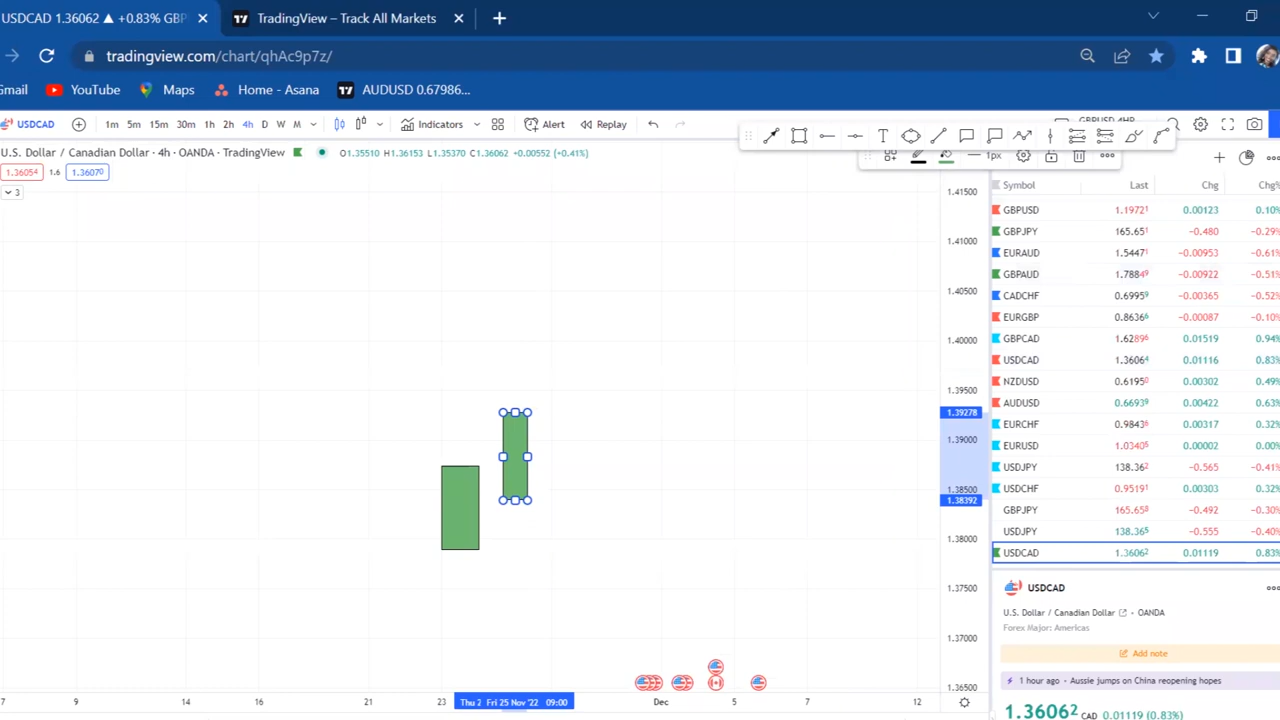 USDCAD 1.36062 ▲ +0.83% GBP
TradingView – Track All Markets
tradingview.com/chart/qhAc9p7z/
Gmail
YouTube
Maps
Home - Asana
AUDUSD 0.67986...
USDCAD
1m 5m 15m 30m 1h 2h 4h D W M
Indicators
Alert
Replay
U.S. Dollar / Canadian Dollar · 4h · OANDA · TradingView
O1.35510 H1.36153 L1.35370 C1.36062 +0.00552 (+0.41%)
1.36054 1.6 1.36070
3
1px
1.41500
1.41000
1.40500
1.40000
1.39500
1.39278
1.39000
1.38500
1.38392
1.38000
1.37500
1.37000
1.36500
7 9 14 16 21 23 Thu 2 Fri 25 Nov '22 09:00 Dec 5 7 12
Symbol Last Chg Chg%
GBPUSD 1.19721 0.00123 0.10%
GBPJPY 165.651 −0.480 −0.29%
EURAUD 1.54471 −0.00953 −0.61%
GBPAUD 1.78849 −0.00922 −0.51%
CADCHF 0.69959 −0.00365 −0.52%
EURGBP 0.86366 −0.00087 −0.10%
GBPCAD 1.62896 0.01519 0.94%
USDCAD 1.36064 0.01116 0.83%
NZDUSD 0.61950 0.00302 0.49%
AUDUSD 0.66939 0.00422 0.63%
EURCHF 0.98436 0.00317 0.32%
EURUSD 1.03405 0.00002 0.00%
USDJPY 138.362 −0.565 −0.41%
USDCHF 0.95191 0.00303 0.32%
GBPJPY 165.658 −0.492 −0.30%
USDJPY 138.365 −0.555 −0.40%
USDCAD 1.36062 0.01119 0.83%
USDCAD
U.S. Dollar / Canadian Dollar · OANDA
Forex Major: Americas
Add note
1 hour ago · Aussie jumps on China reopening hopes
1.36062 CAD 0.01119 (0.83%)